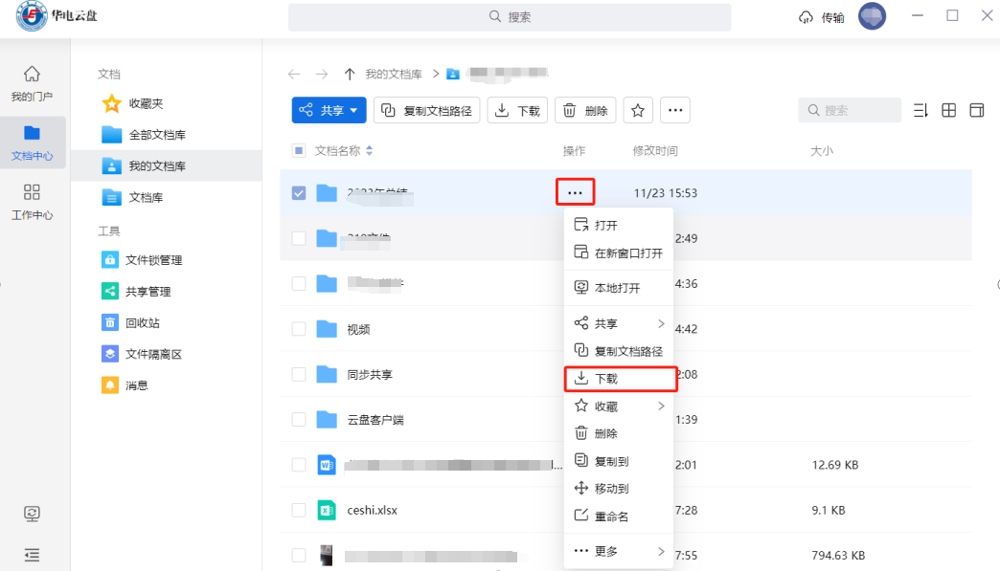 华电云盘
搜索
传输
我的门户
文档中心
工作中心
文档
收藏夹
全部文档库
我的文档库
文档库
工具
文件锁管理
共享管理
回收站
文件隔离区
消息
我的文档库
共享 复制文档路径 下载 删除
搜索
文档名称 操作 修改时间 大小
11/23 15:53
2:49
4:36
视频 4:42
同步共享 2:08
云盘客户端 1:39
... 2:01 12.69 KB
ceshi.xlsx 7:28 9.1 KB
7:55 794.63 KB
打开
在新窗口打开
本地打开
共享
复制文档路径
下载
收藏
删除
复制到
移动到
重命名
更多